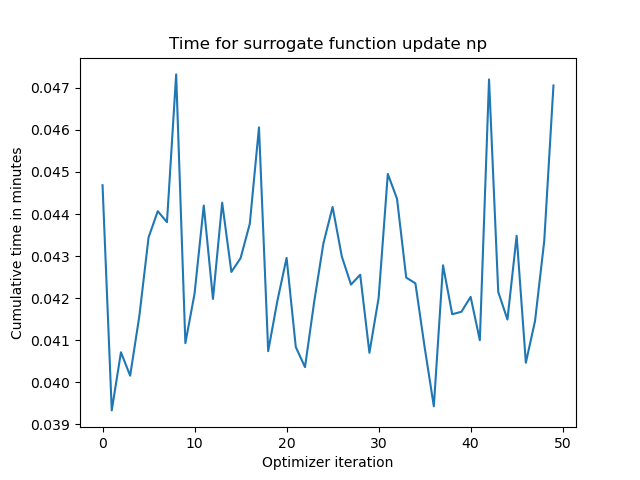 Time for surrogate function update np
Cumulative time in minutes
0.047
0.046
0.045
0.044
0.043
0.042
0.041
0.040
0.039
0 10 20 30 40 50
Optimizer iteration